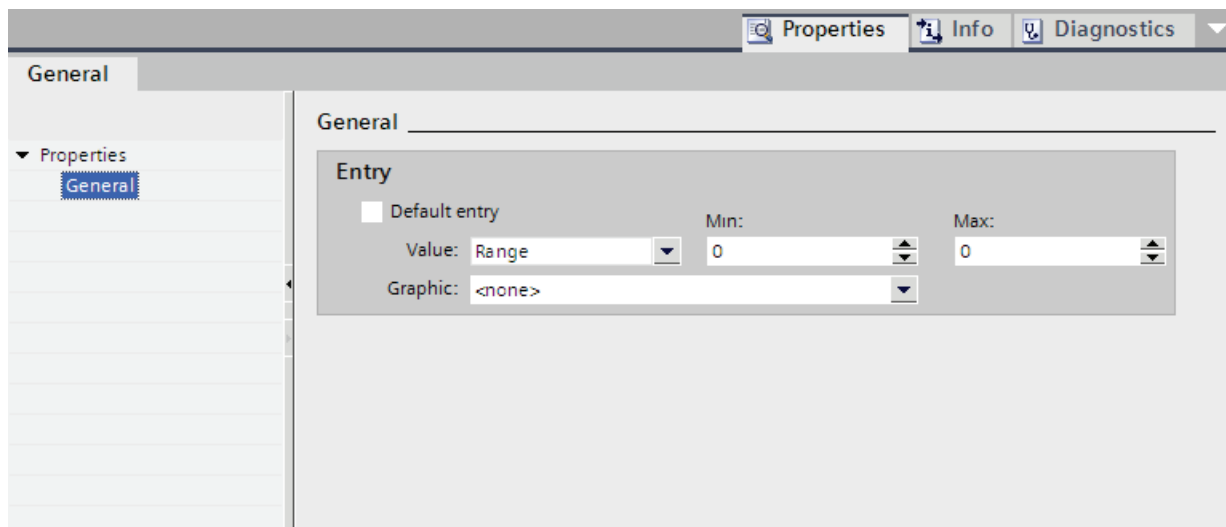 Properties Info Diagnostics
General
General
Properties
General
Entry
Default entry
Min:
Max:
Value: Range 0 0
Graphic: <none>